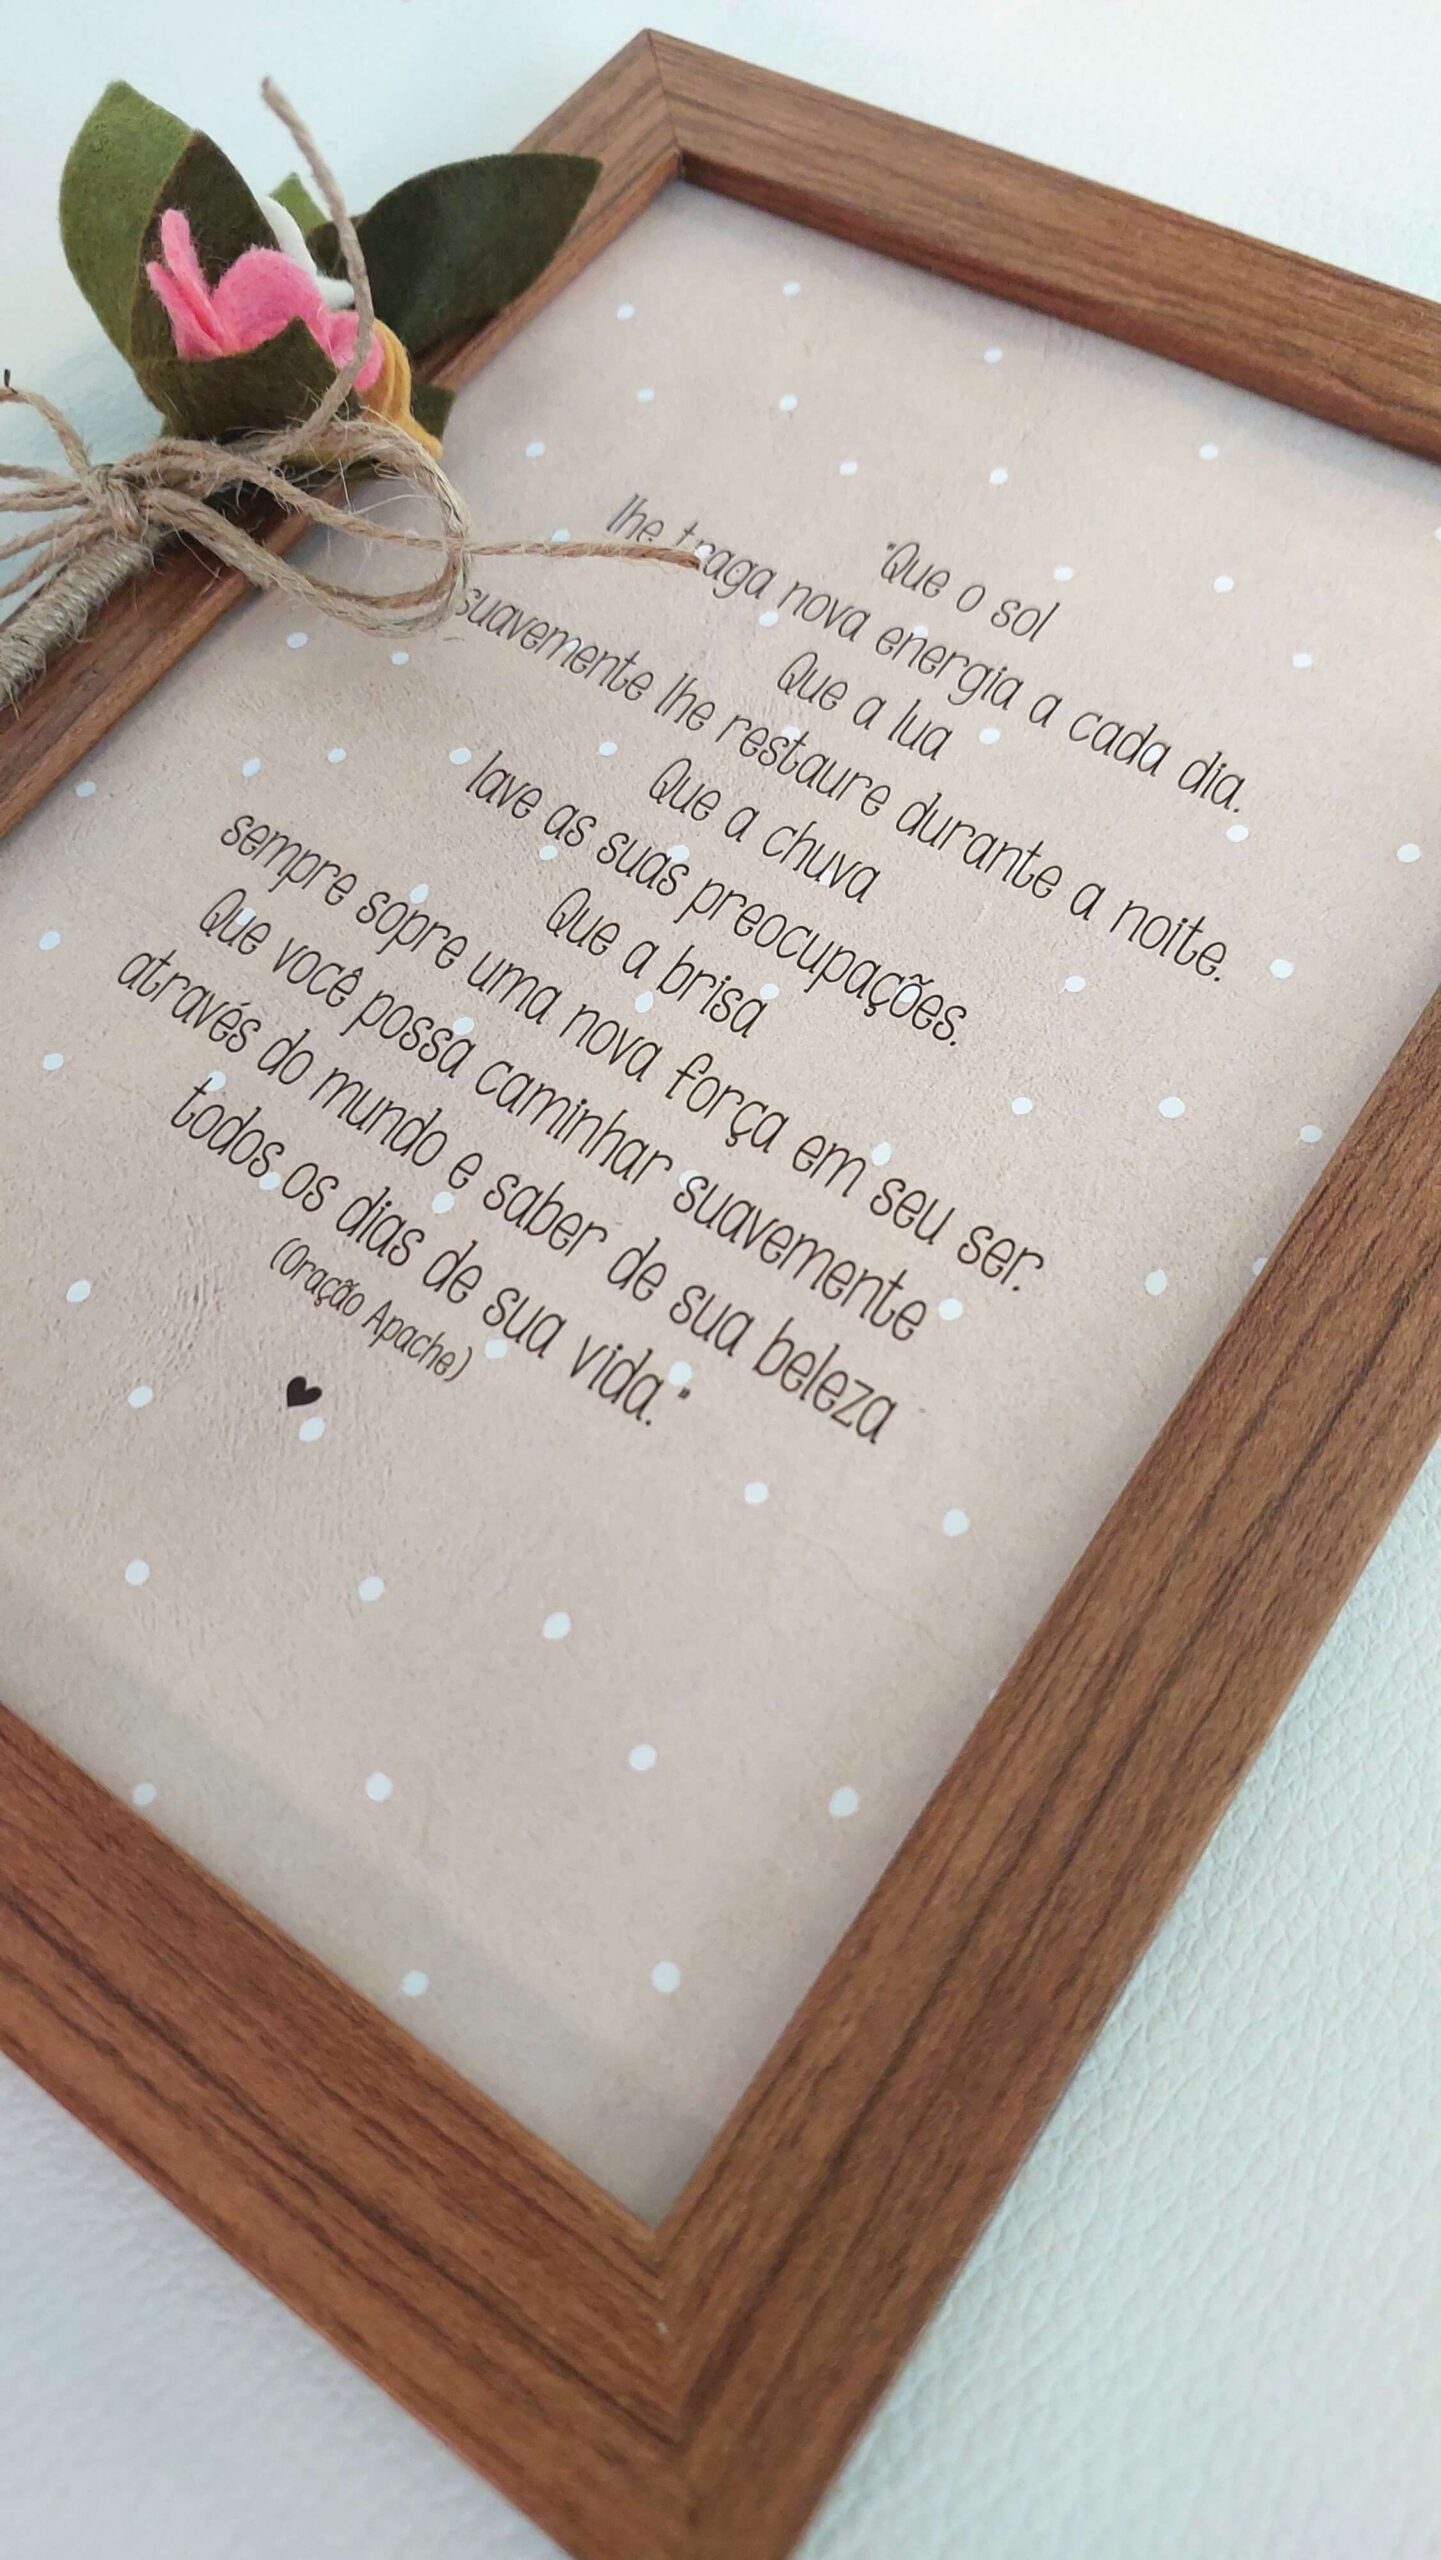 "Que o sol
lhe traga nova energia a cada dia.
Que a lua
suavemente lhe restaure durante a noite.
Que a chuva
lave as suas preocupações.
Que a brisa
sempre sopre uma nova força em seu ser.
Que você possa caminhar suavemente
através do mundo e saber de sua beleza
todos os dias de sua vida."
(Oração Apache)